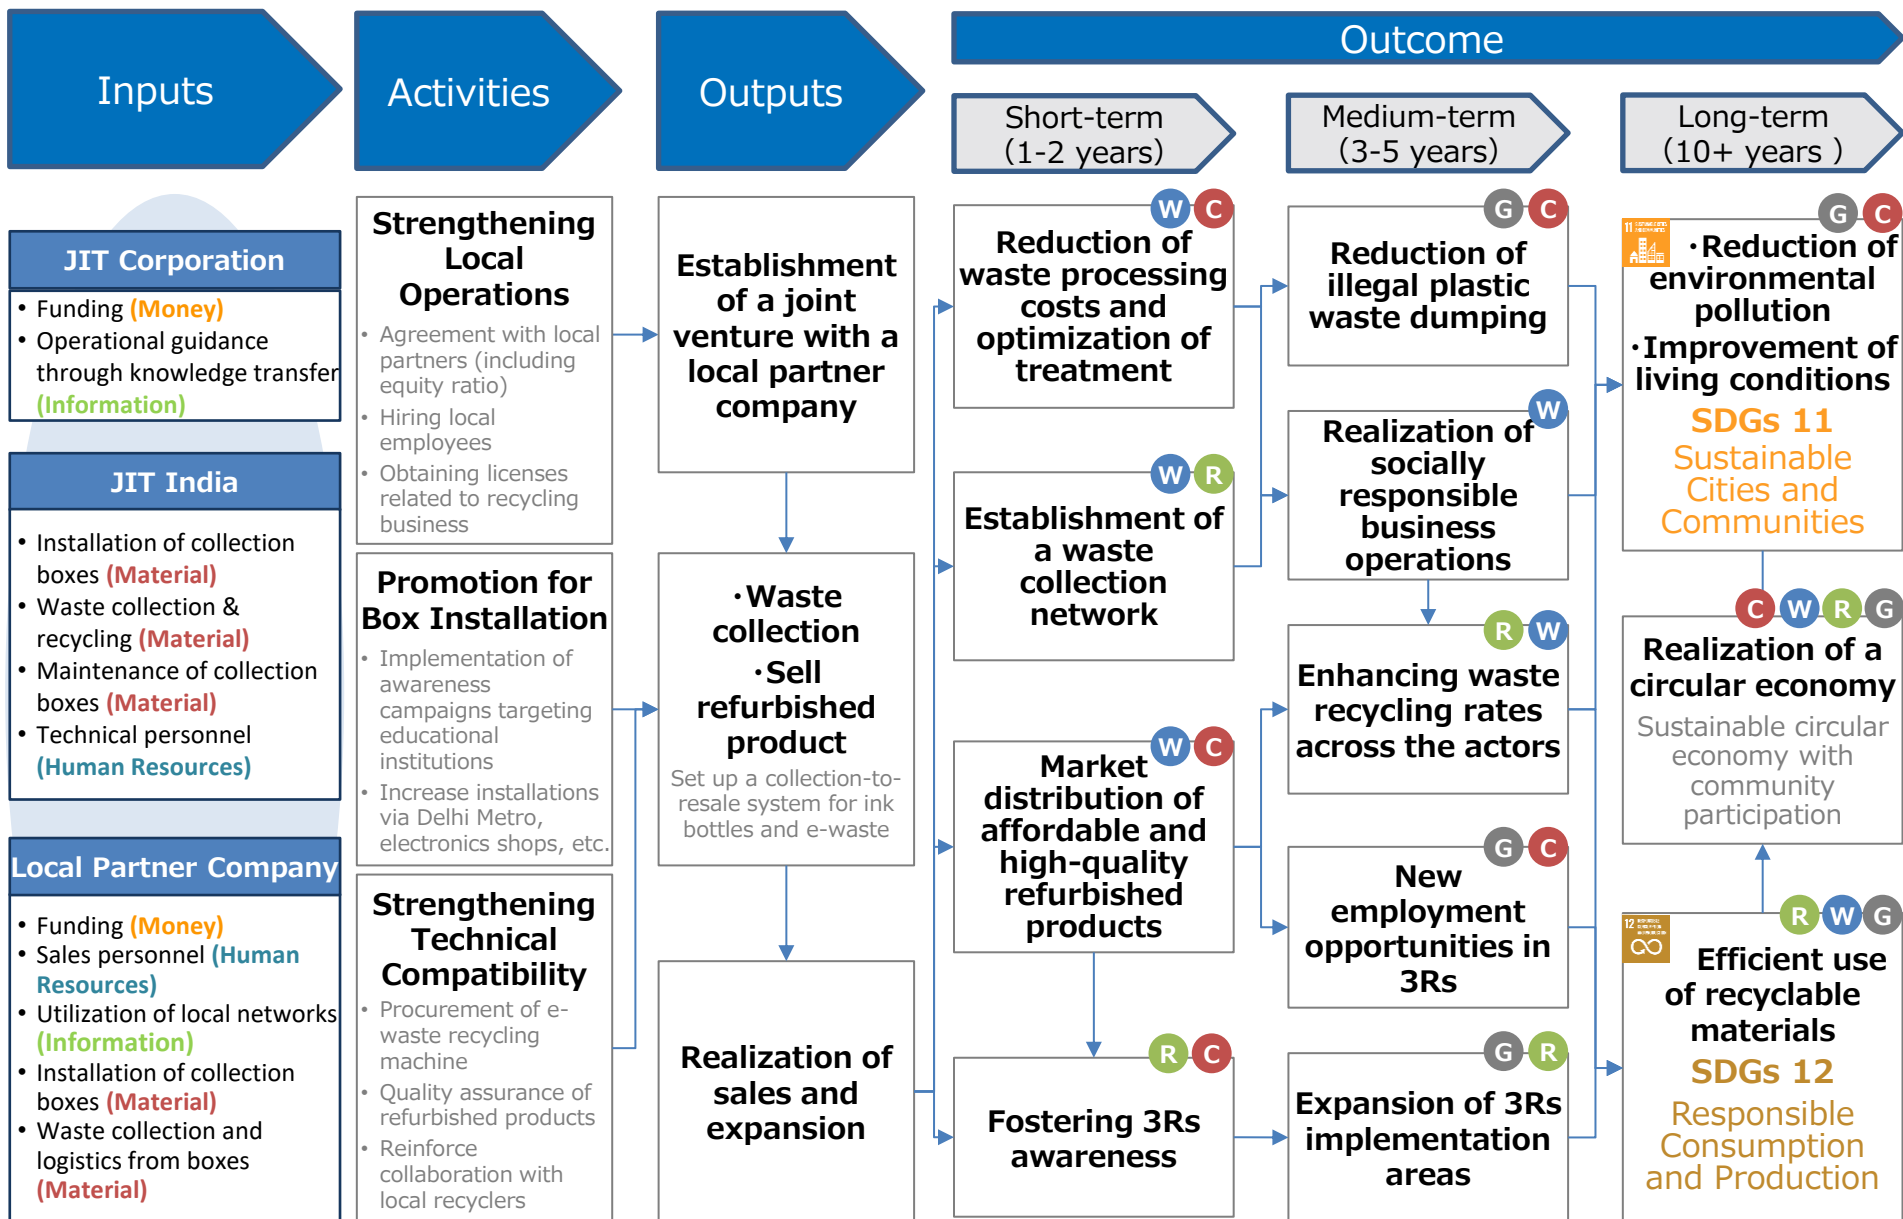 Inputs
Activities
Outputs
Outcome
Short-term
(1-2 years)
Medium-term
(3-5 years)
Long-term
(10+ years )
JIT Corporation
• Funding (Money)
• Operational guidance
through knowledge transfer
(Information)
JIT India
• Installation of collection
boxes (Material)
• Waste collection &
recycling (Material)
• Maintenance of collection
boxes (Material)
• Technical personnel
(Human Resources)
Local Partner Company
• Funding (Money)
• Sales personnel (Human
Resources)
• Utilization of local networks
(Information)
• Installation of collection
boxes (Material)
• Waste collection and
logistics from boxes
(Material)
Strengthening
Local
Operations
• Agreement with local
partners (including
equity ratio)
• Hiring local
employees
• Obtaining licenses
related to recycling
business
Promotion for
Box Installation
• Implementation of
awareness
campaigns targeting
educational
institutions
• Increase installations
via Delhi Metro,
electronics shops, etc.
Strengthening
Technical
Compatibility
• Procurement of e-
waste recycling
machine
• Quality assurance of
refurbished products
• Reinforce
collaboration with
local recyclers
Establishment
of a joint
venture with a
local partner
company
・Waste
collection
・Sell
refurbished
product
Set up a collection-to-
resale system for ink
bottles and e-waste
Realization of
sales and
expansion
W C
Reduction of
waste processing
costs and
optimization of
treatment
W R
Establishment of
a waste
collection
network
W C
Market
distribution of
affordable and
high-quality
refurbished
products
R C
Fostering 3Rs
awareness
G C
Reduction of
illegal plastic
waste dumping
W
Realization of
socially
responsible
business
operations
R W
Enhancing waste
recycling rates
across the actors
G C
New
employment
opportunities in
3Rs
G R
Expansion of 3Rs
implementation
areas
G C
11
・Reduction of
environmental
pollution
・Improvement of
living conditions
SDGs 11
Sustainable
Cities and
Communities
C W R G
Realization of a
circular economy
Sustainable circular
economy with
community
participation
R W G
12
Efficient use
of recyclable
materials
SDGs 12
Responsible
Consumption
and Production